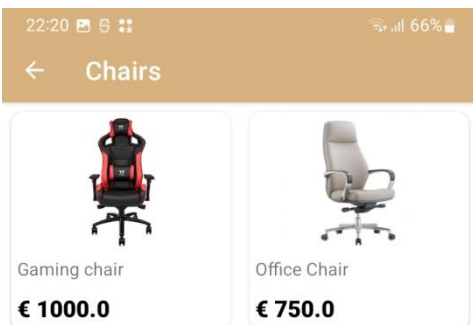 22:20 66%
Chairs
Gaming chair
Office Chair
€ 1000.0
€ 750.0